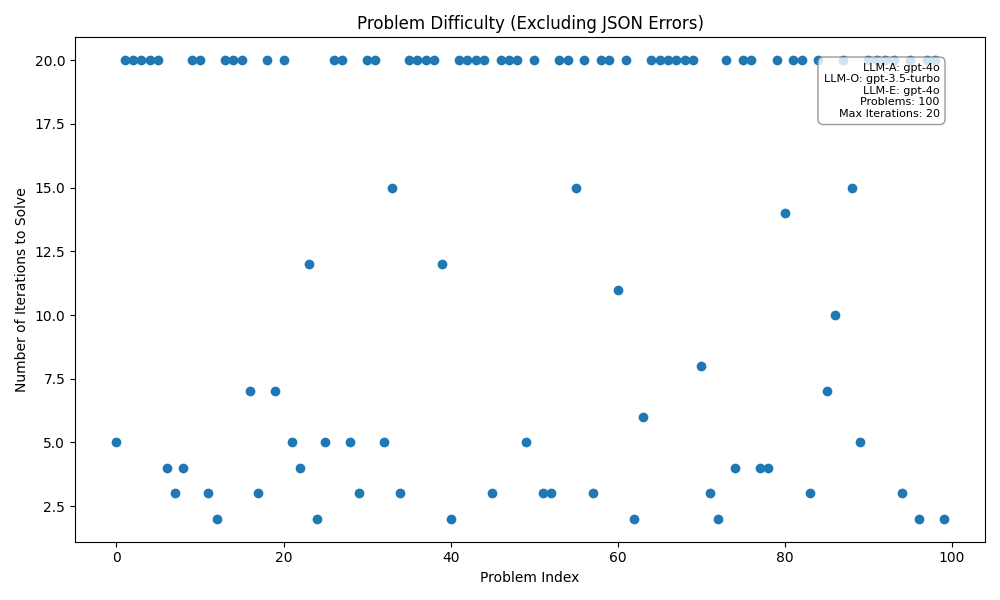 Problem Difficulty (Excluding JSON Errors)
20.0
17.5
15.0
12.5
10.0
7.5
5.0
2.5
Number of Iterations to Solve
LLM-A: gpt-4o
LLM-O: gpt-3.5-turbo
LLM-E: gpt-4o
Problems: 100
Max Iterations: 20
0 20 40 60 80 100
Problem Index